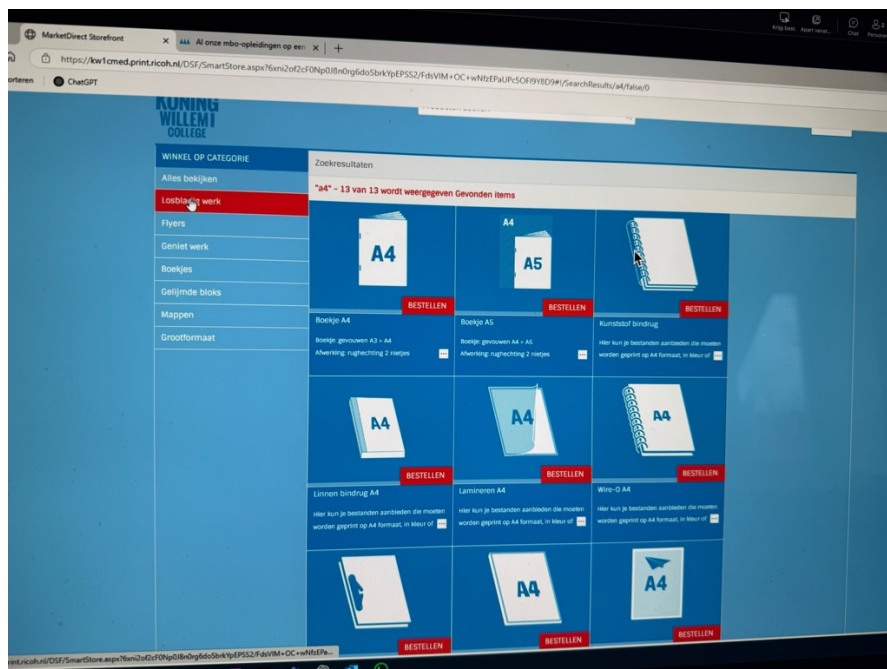 MarketDirect Storefront
Al onze mbo-opleidingen op een
Chat
https://kw1cmed.print.ricoh.nl/DSF/SmartStore.aspx?
#!/SearchResults/a4/false/0
orteren
ChatGPT
KONING
WILLEM I
COLLEGE
WINKEL OP CATEGORIE
Alles bekijken
Losbladig werk
Flyers
Geniet werk
Boekjes
Gelijmde bloks
Mappen
Grootformaat
Zoekresultaten
"a4" - 13 van 13 wordt weergegeven Gevonden items
A4
BESTELLEN
Boekje A4
Boekje gevouwen A3 > A4
Afwerking: rughechting 2 nietjes
A4
A5
BESTELLEN
Boekje A5
Boekje: gevouwen A4 > A5
Afwerking: rughechting 2 nietjes
BESTELLEN
Kunststof bindrug
Hier kun je bestanden aanbieden die moeten
worden geprint op A4 formaat, in kleur of
A4
BESTELLEN
Linnen bindrug A4
Hier kun je bestanden aanbieden die moeten
worden geprint op A4 formaat, in kleur of
A4
BESTELLEN
Lamineren A4
Hier kun je bestanden aanbieden die moeten
worden geprint op A4 formaat, in kleur of
A4
BESTELLEN
Wire-O A4
Hier kun je bestanden aanbieden die moeten
worden geprint op A4 formaat, in kleur of
BESTELLEN
A4
BESTELLEN
A4
BESTELLEN